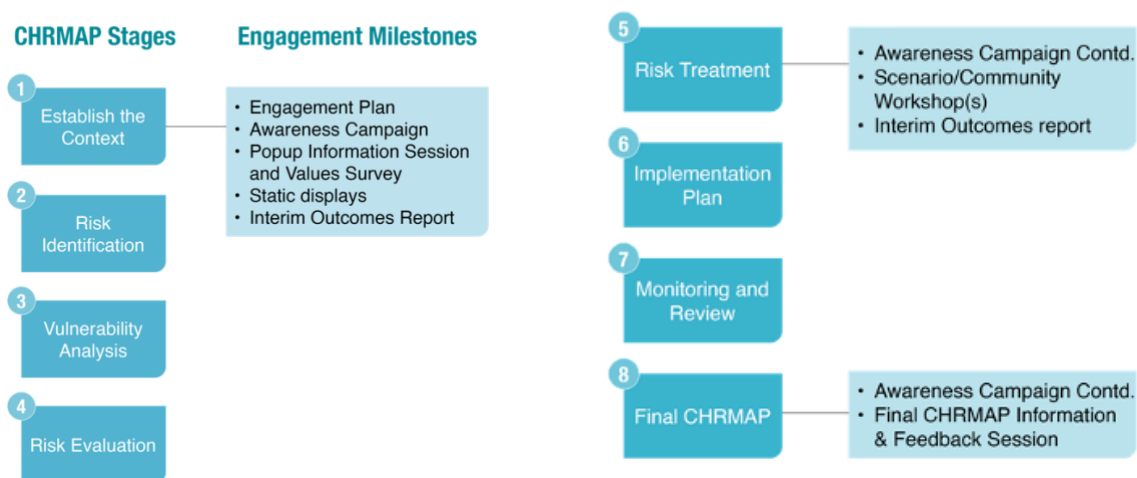 CHRMAP Stages
Engagement Milestones
1
Establish the
Context
• Engagement Plan
• Awareness Campaign
• Popup Information Session
and Values Survey
• Static displays
• Interim Outcomes Report
2
Risk
Identification
3
Vulnerability
Analysis
4
Risk Evaluation
5
Risk Treatment
• Awareness Campaign Contd.
• Scenario/Community
Workshop(s)
• Interim Outcomes report
6
Implementation
Plan
7
Monitoring and
Review
8
Final CHRMAP
• Awareness Campaign Contd.
• Final CHRMAP Information
& Feedback Session